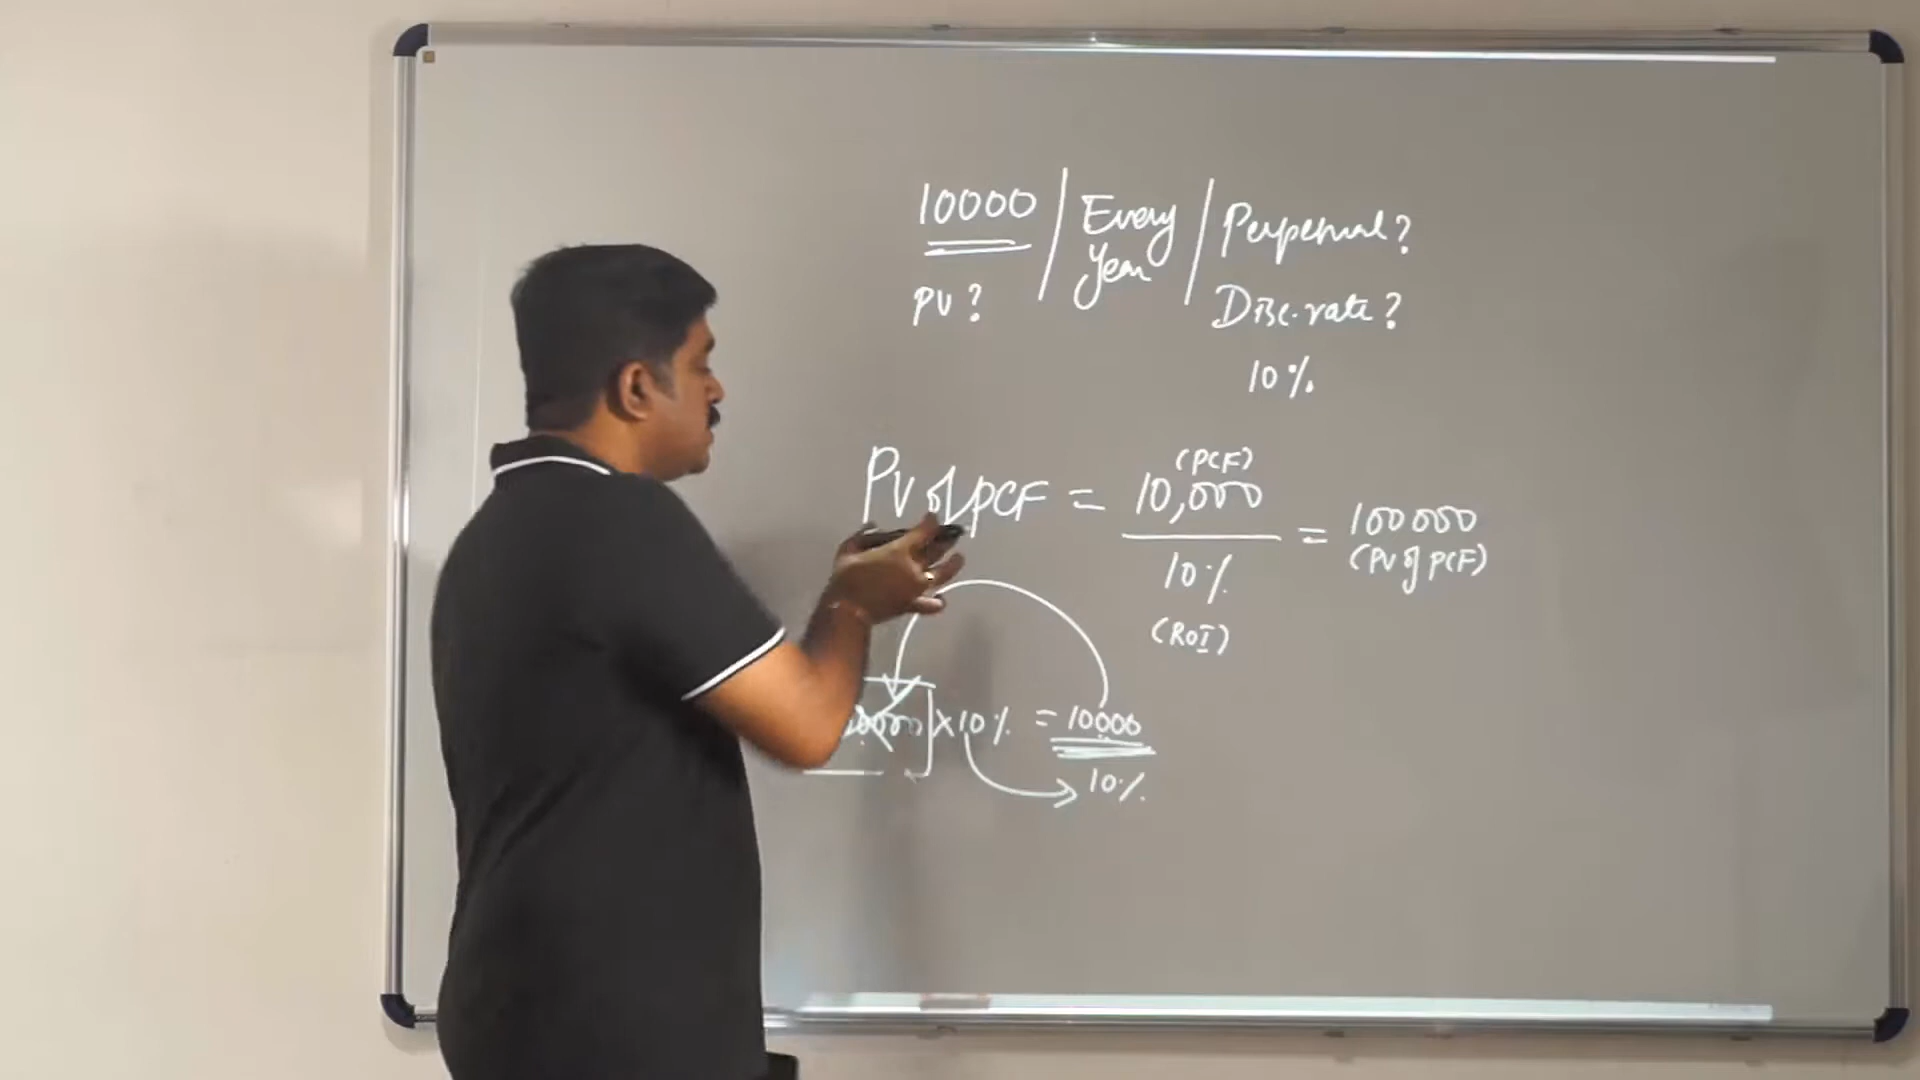 10000 / Every Year / Perpetual?
PV? Disc. rate?
10%
PV of PCF = 10,000 (PCF) / 10% (ROI) = 100000 (PV of PCF)
× 10% = 10000
10%